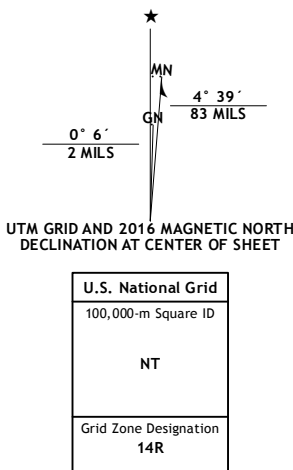 MN
GN
4° 39´
83 MILS
0° 6´
2 MILS
UTM GRID AND 2016 MAGNETIC NORTH
DECLINATION AT CENTER OF SHEET
U.S. National Grid
100,000-m Square ID
NT
Grid Zone Designation
14R